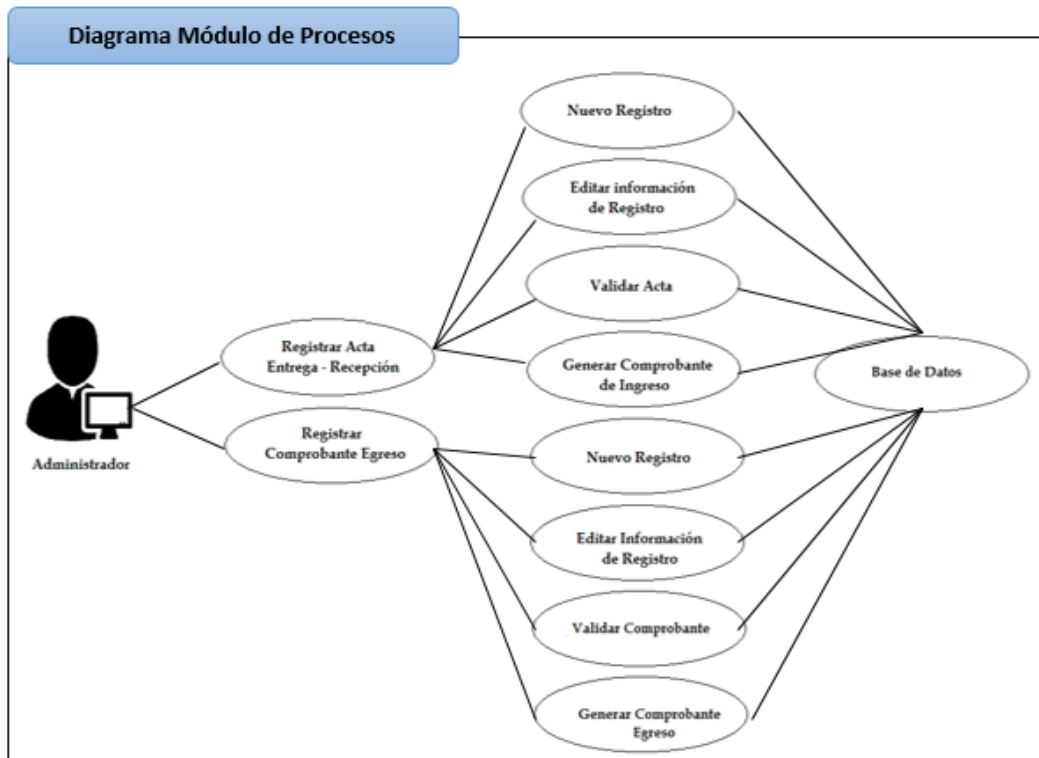 Diagrama Módulo de Procesos
Nuevo Registro
Editar información
de Registro
Validar Acta
Registrar Acta
Entrega - Recepción
Generar Comprobante
de Ingreso
Base de Datos
Registrar
Comprobante Egreso
Administrador
Nuevo Registro
Editar Información
de Registro
Validar Comprobante
Generar Comprobante
Egreso